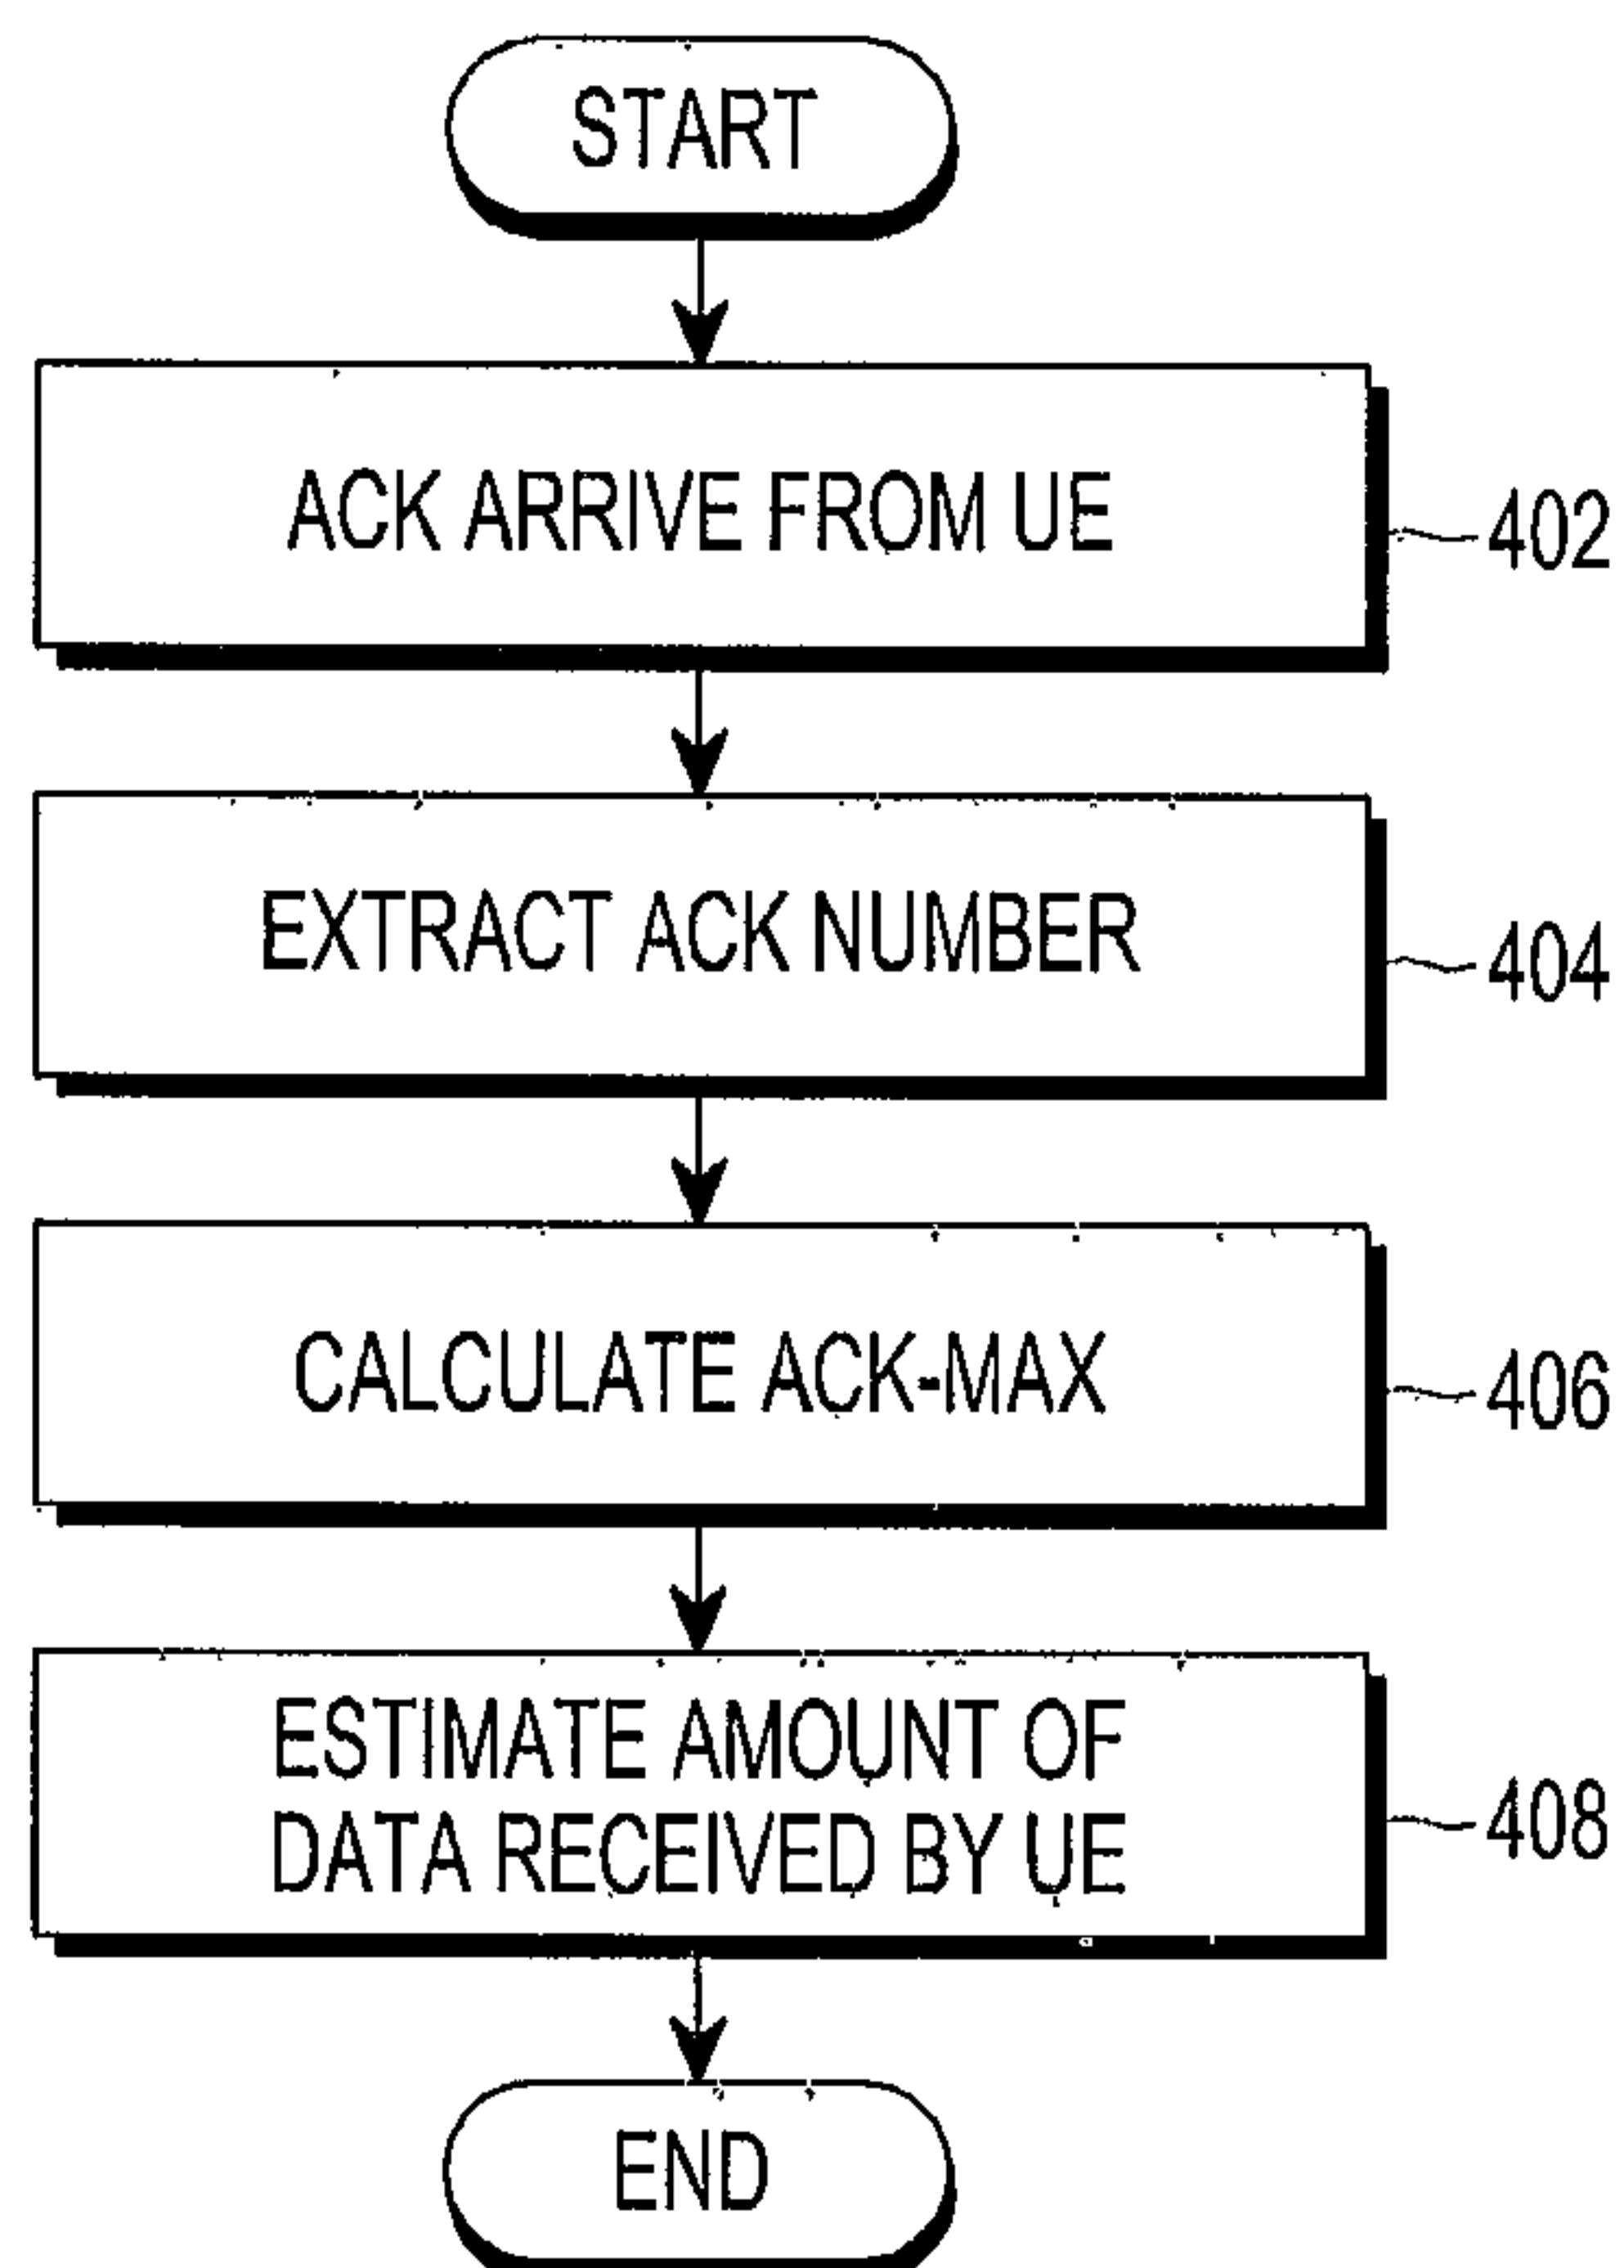 START
ACK ARRIVE FROM UE
402
EXTRACT ACK NUMBER
404
CALCULATE ACK-MAX
406
ESTIMATE AMOUNT OF
DATA RECEIVED BY UE
408
END